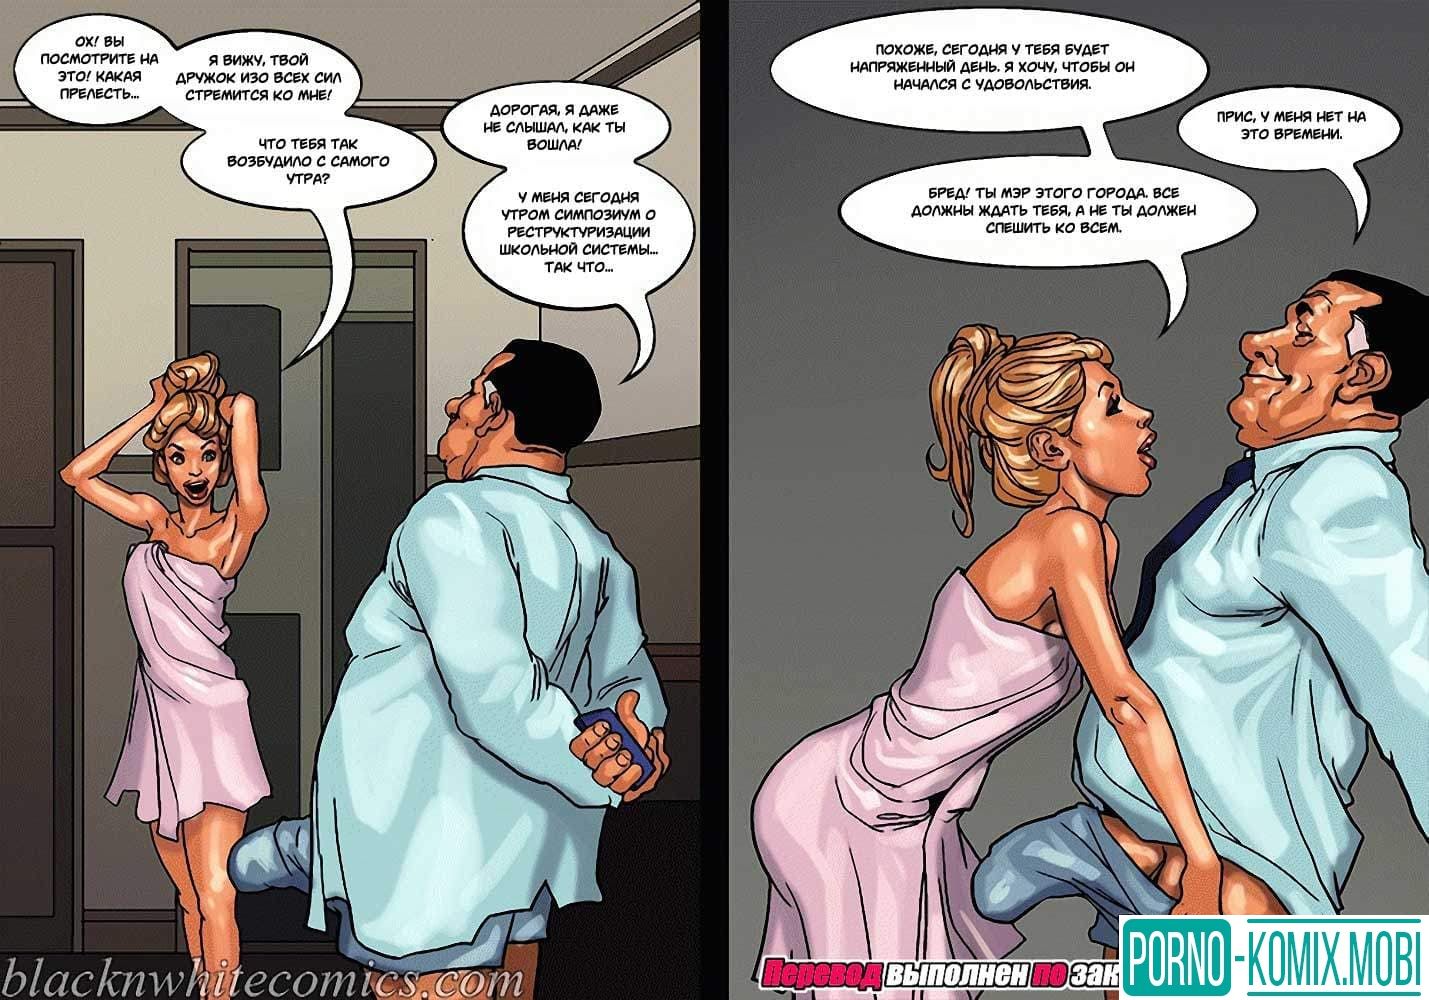 ОХ! ВЫ
ПОСМОТРИТЕ НА
ЭТО! КАКАЯ
ПРЕЛЕСТЬ...
Я ВИЖУ, ТВОЙ
ДРУЖОК ИЗО ВСЕХ СИЛ
СТРЕМИТСЯ КО МНЕ!
ЧТО ТЕБЯ ТАК
ВОЗБУДИЛО С САМОГО
УТРА?
ДОРОГАЯ, Я ДАЖЕ
НЕ СЛЫШАЛ, КАК ТЫ
ВОШЛА!
У МЕНЯ СЕГОДНЯ
УТРОМ СИМПОЗИУМ О
РЕСТРУКТУРИЗАЦИИ
ШКОЛЬНОЙ СИСТЕМЫ...
ТАК ЧТО...
ПОХОЖЕ, СЕГОДНЯ У ТЕБЯ БУДЕТ
НАПРЯЖЕННЫЙ ДЕНЬ. Я ХОЧУ, ЧТОБЫ ОН
НАЧАЛСЯ С УДОВОЛЬСТВИЯ.
ПРИС, У МЕНЯ НЕТ НА
ЭТО ВРЕМЕНИ.
БРЕД! ТЫ МЭР ЭТОГО ГОРОДА. ВСЕ
ДОЛЖНЫ ЖДАТЬ ТЕБЯ, А НЕ ТЫ ДОЛЖЕН
СПЕШИТЬ КО ВСЕМ.
blacknwhitecomics.com
Перевод выполнен по зак
PORNO-KOMIX.MOBI